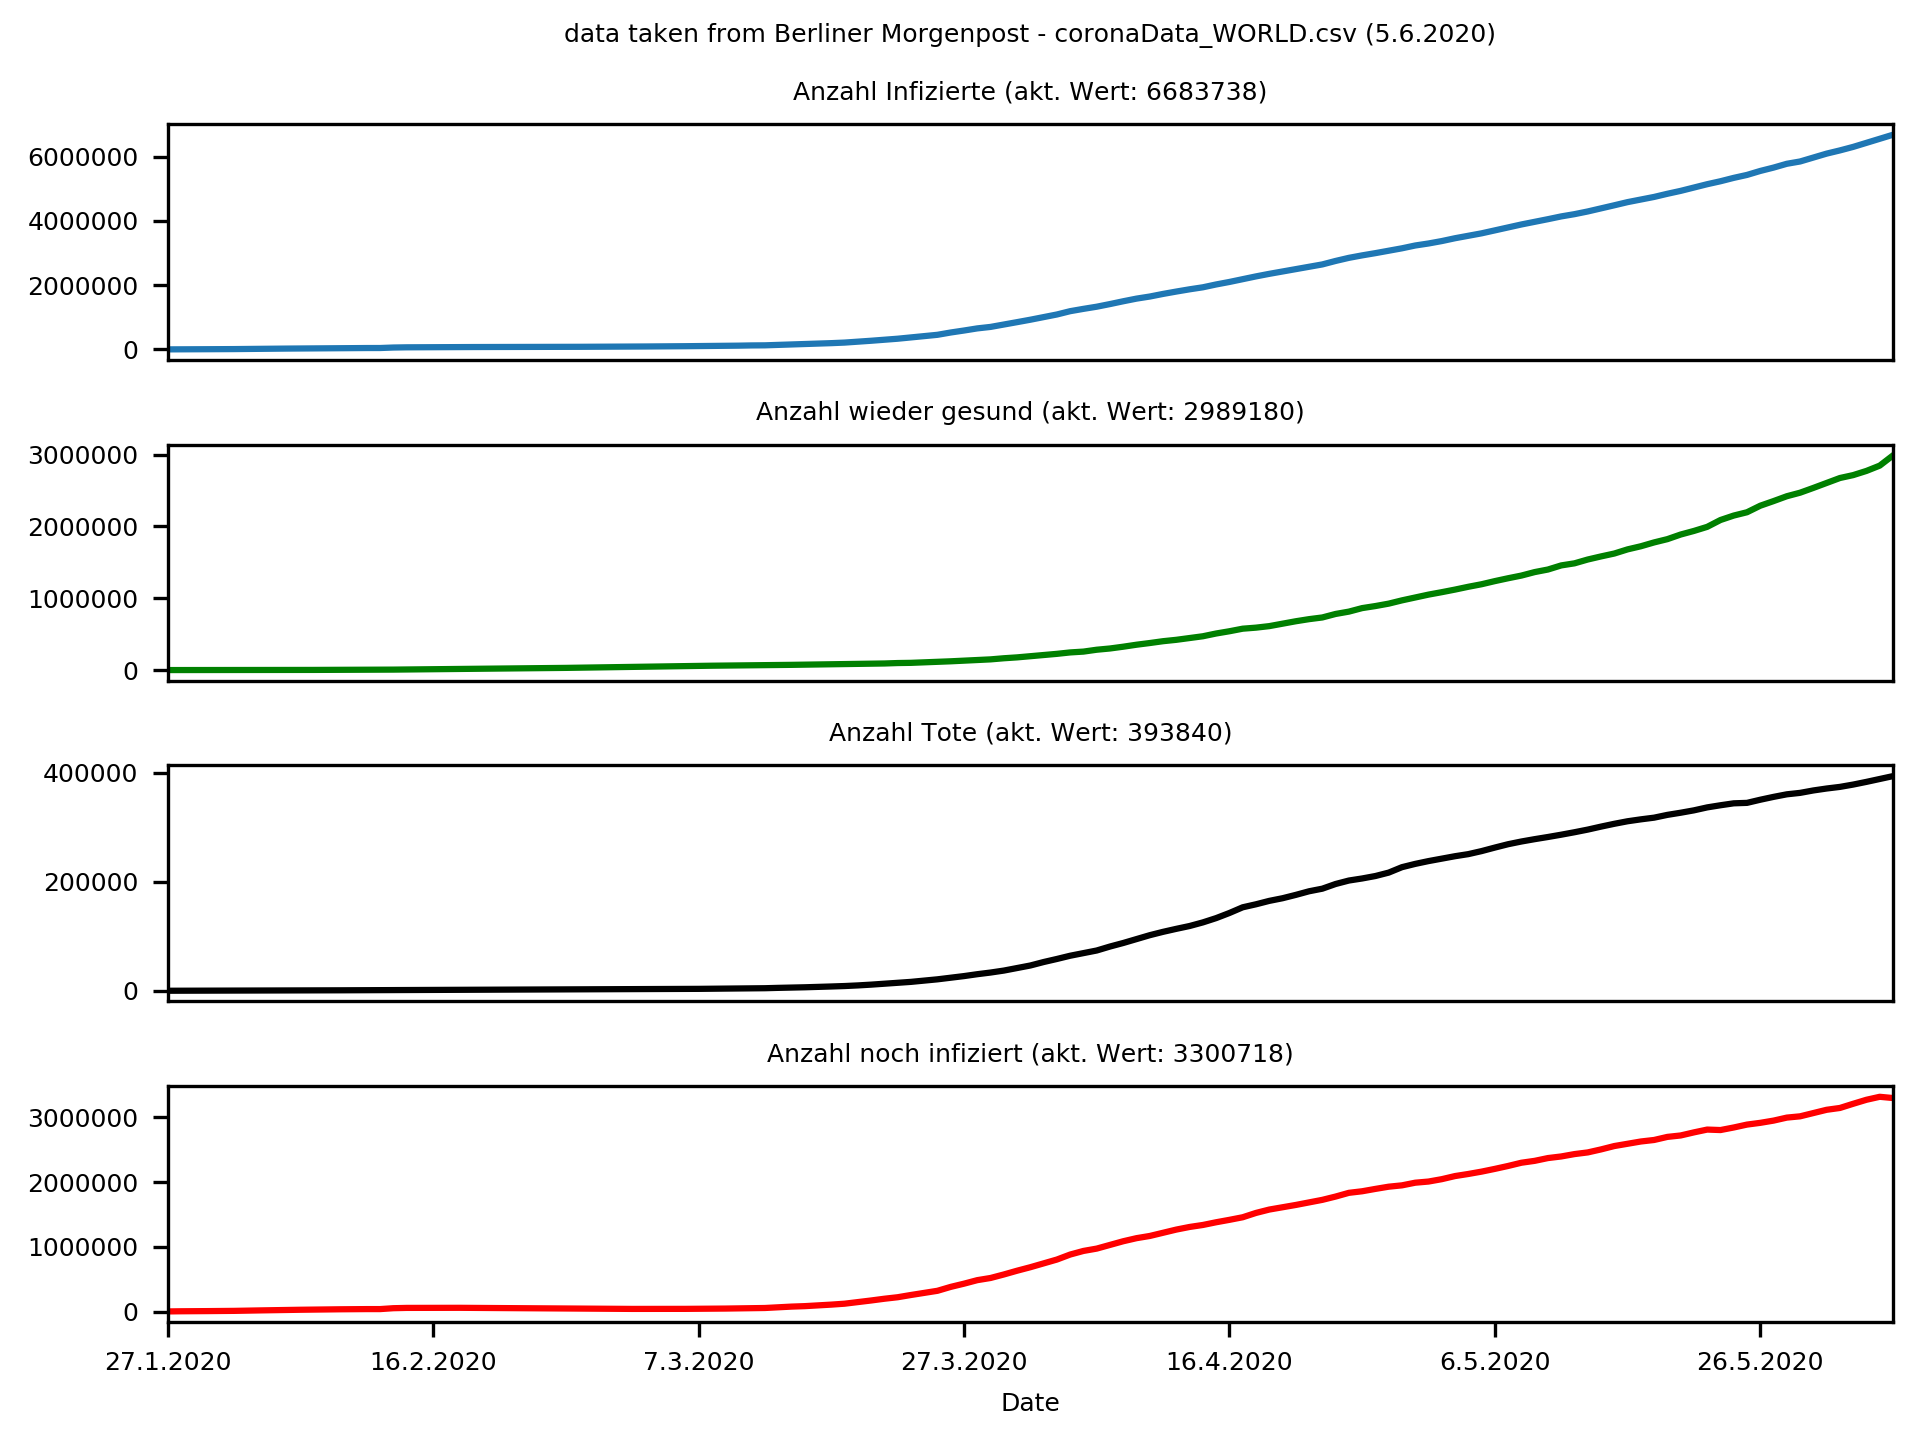 data taken from Berliner Morgenpost - coronaData_WORLD.csv (5.6.2020)
Anzahl Infizierte (akt. Wert: 6683738)
6000000
4000000
2000000
0
Anzahl wieder gesund (akt. Wert: 2989180)
3000000
2000000
1000000
0
Anzahl Tote (akt. Wert: 393840)
400000
200000
0
Anzahl noch infiziert (akt. Wert: 3300718)
3000000
2000000
1000000
0
27.1.2020 16.2.2020 7.3.2020 27.3.2020 16.4.2020 6.5.2020 26.5.2020
Date